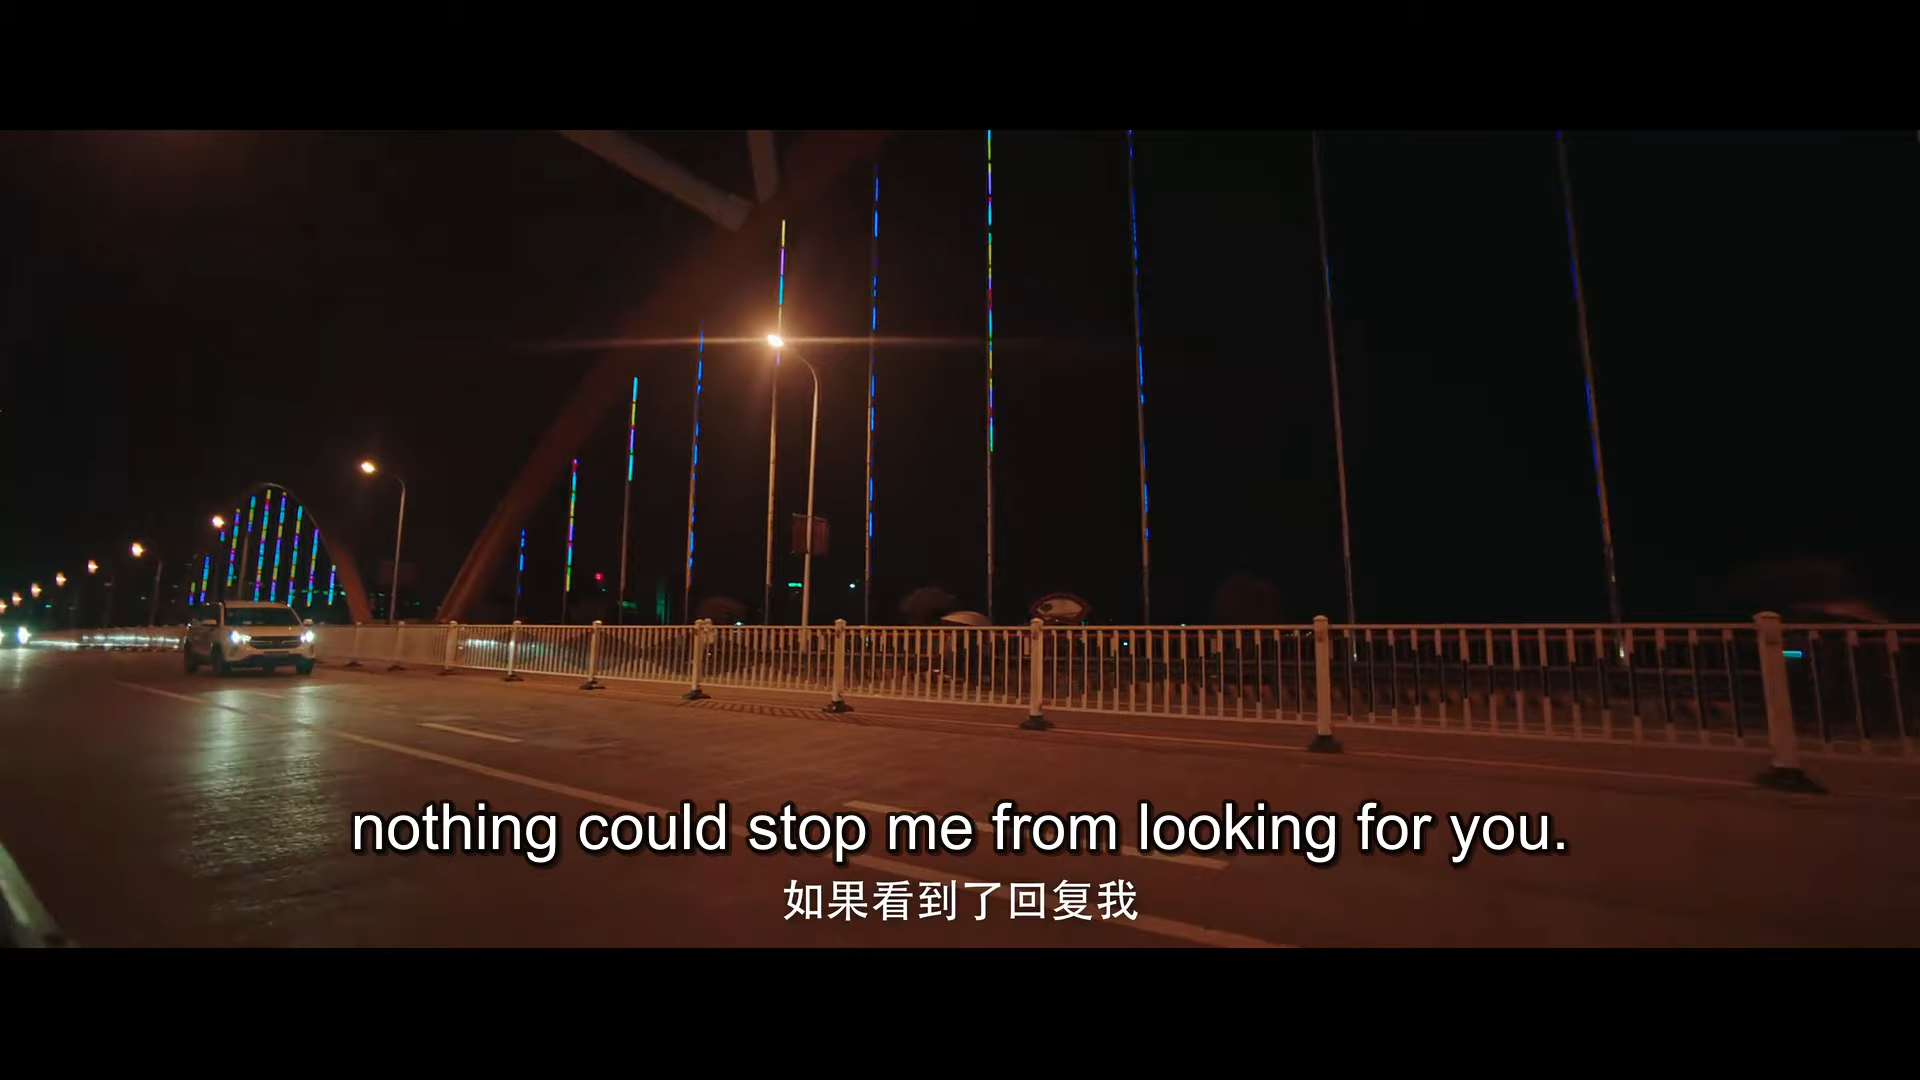 nothing could stop me from looking for you.
如果看到了回复我